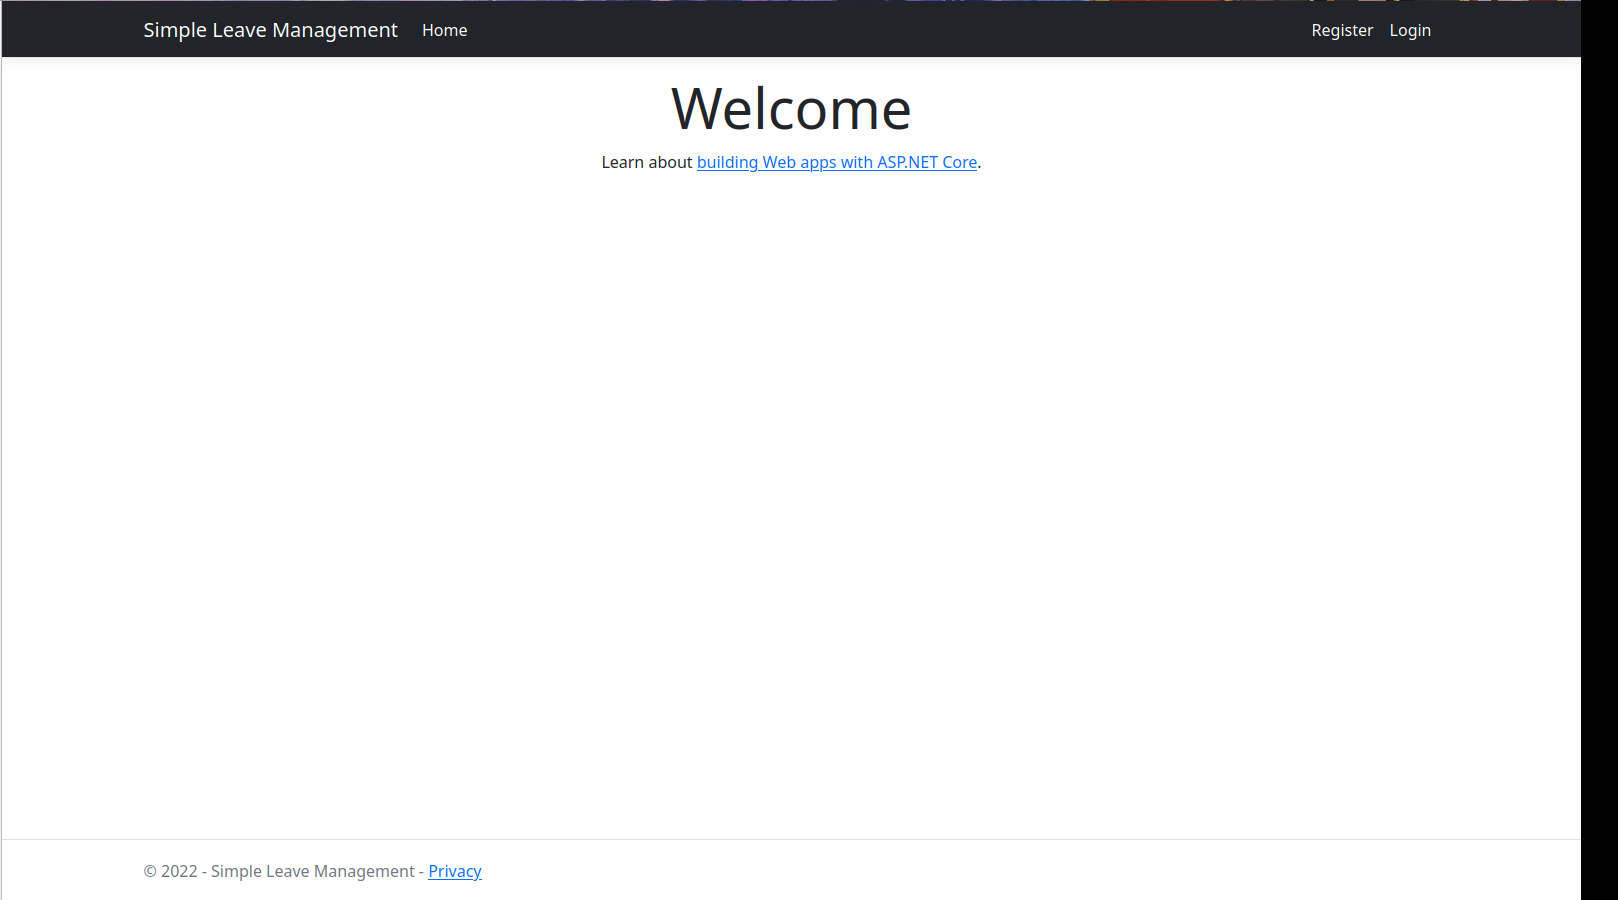 Simple Leave Management Home Register Login
Welcome
Learn about building Web apps with ASP.NET Core.
© 2022 - Simple Leave Management - Privacy